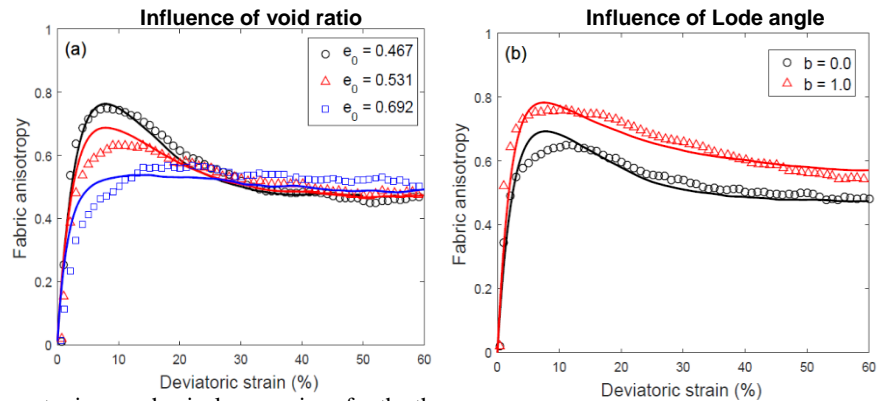 Influence of void ratio
(a)
e0 = 0.467
e0 = 0.531
e0 = 0.692
1
0.8
0.6
0.4
0.2
0
Fabric anisotropy
0 10 20 30 40 50 60
Deviatoric strain (%)
Influence of Lode angle
(b)
b = 0.0
b = 1.0
1
0.8
0.6
0.4
0.2
0
Fabric anisotropy
0 10 20 30 40 50 60
Deviatoric strain (%)